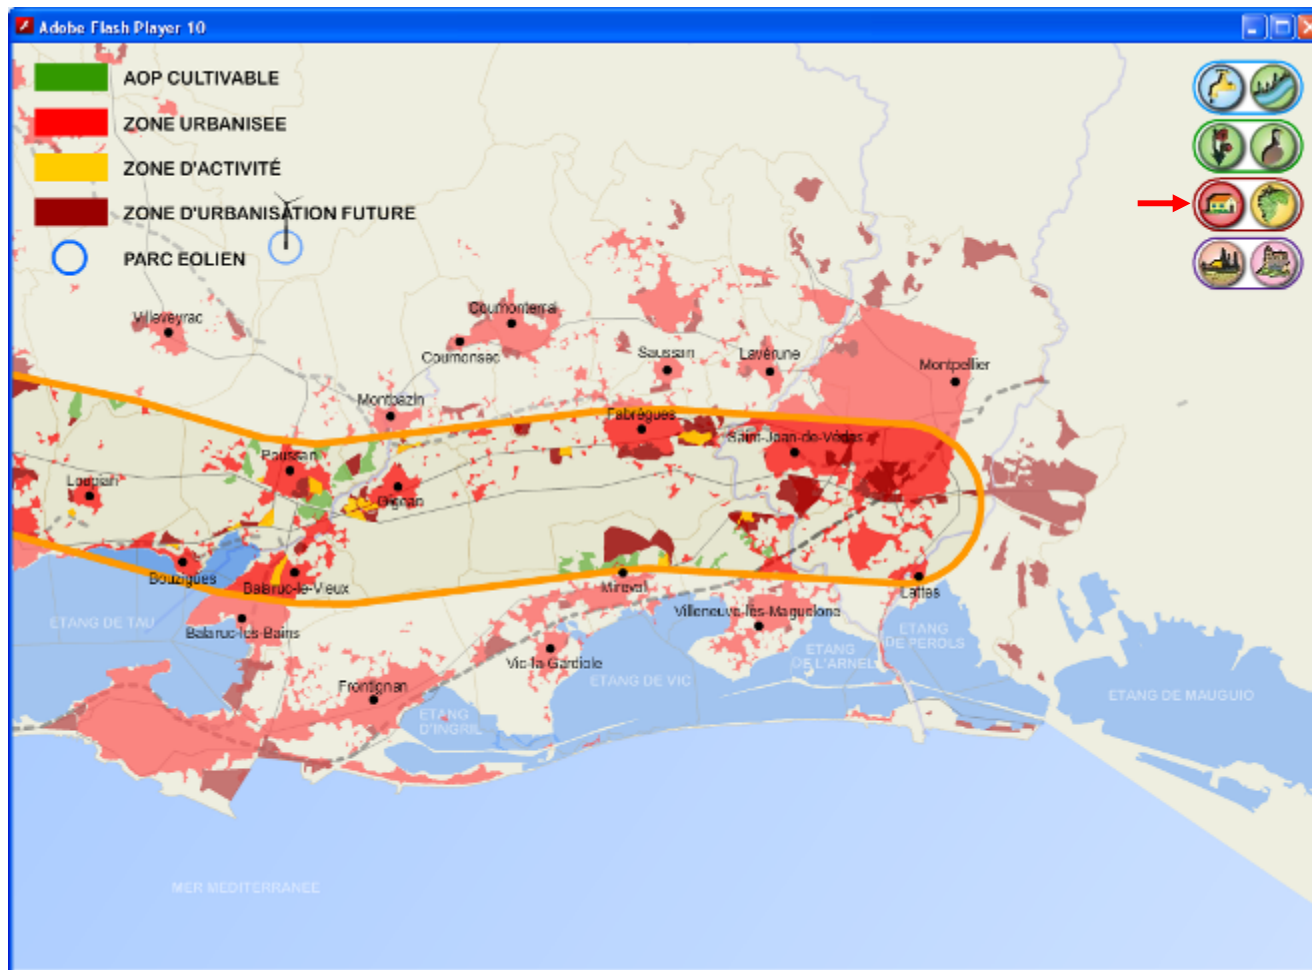 Adobe Flash Player 10
AOP CULTIVABLE
ZONE URBANISEE
ZONE D'ACTIVITÉ
ZONE D'URBANISATION FUTURE
PARC EOLIEN
Villeveyrac
Cournonterral
Cournonsec
Saussan
Lavérune
Montpellier
Montbazin
Fabrègues
Saint-Jean-de-Védas
Poussan
Loupian
Gigean
Bouzigues
Balaruc-le-Vieux
Mireval
Lattes
ETANG DE TAU
Balaruc-les-Bains
Villeneuve-lès-Maguelone
ETANG
DE PEROLS
ETANG
DE L'ARNEL
Vic-la-Gardiole
ETANG DE VIC
Frontignan
ETANG DE MAUGUIO
ETANG
D'INGRIL
MER MEDITERRANEE